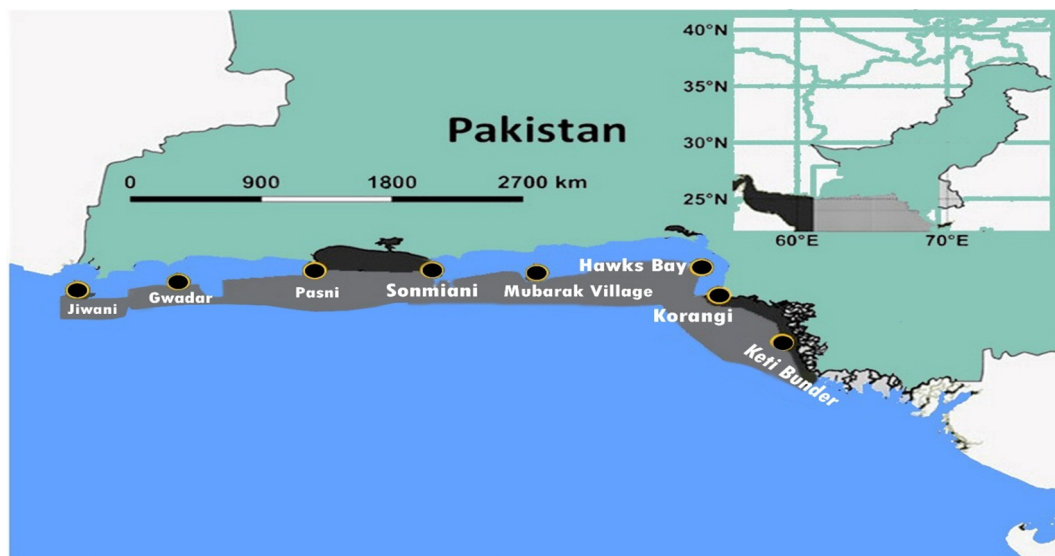 Pakistan
0 900 1800 2700 km
40°N
35°N
30°N
25°N
60°E 70°E
Hawks Bay
Jiwani
Gwadar
Pasni
Sonmiani
Mubarak Village
Korangi
Keti Bunder